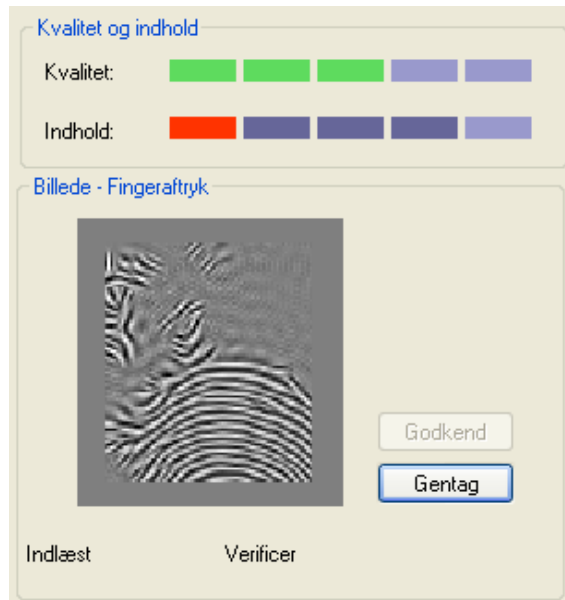 Kvalitet og indhold
Kvalitet:
Indhold:
Billede - Fingeraftryk
Godkend
Gentag
Indlæst Verificer